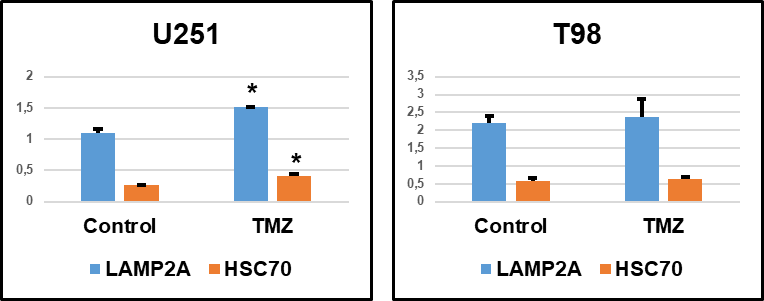 U251
2
1,5
1
0,5
0
*
*
Control TMZ
LAMP2A HSC70
T98
3,5
3
2,5
2
1,5
1
0,5
0
Control TMZ
LAMP2A HSC70